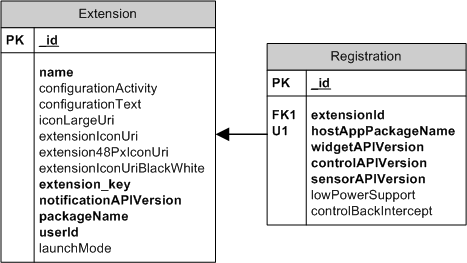 Extension
PK _id
name
configurationActivity
configurationText
iconLargeUri
extensionIconUri
extension48PxIconUri
extensionIconUriBlackWhite
extension_key
notificationAPIVersion
packageName
userId
launchMode
Registration
PK _id
FK1 extensionId
U1 hostAppPackageName
widgetAPIVersion
controlAPIVersion
sensorAPIVersion
lowPowerSupport
controlBackIntercept